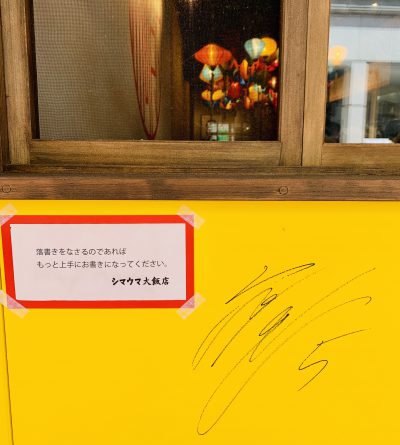 落書きをなさるのであれば
もっと上手にお書きになってください。
シマウマ大飯店
5